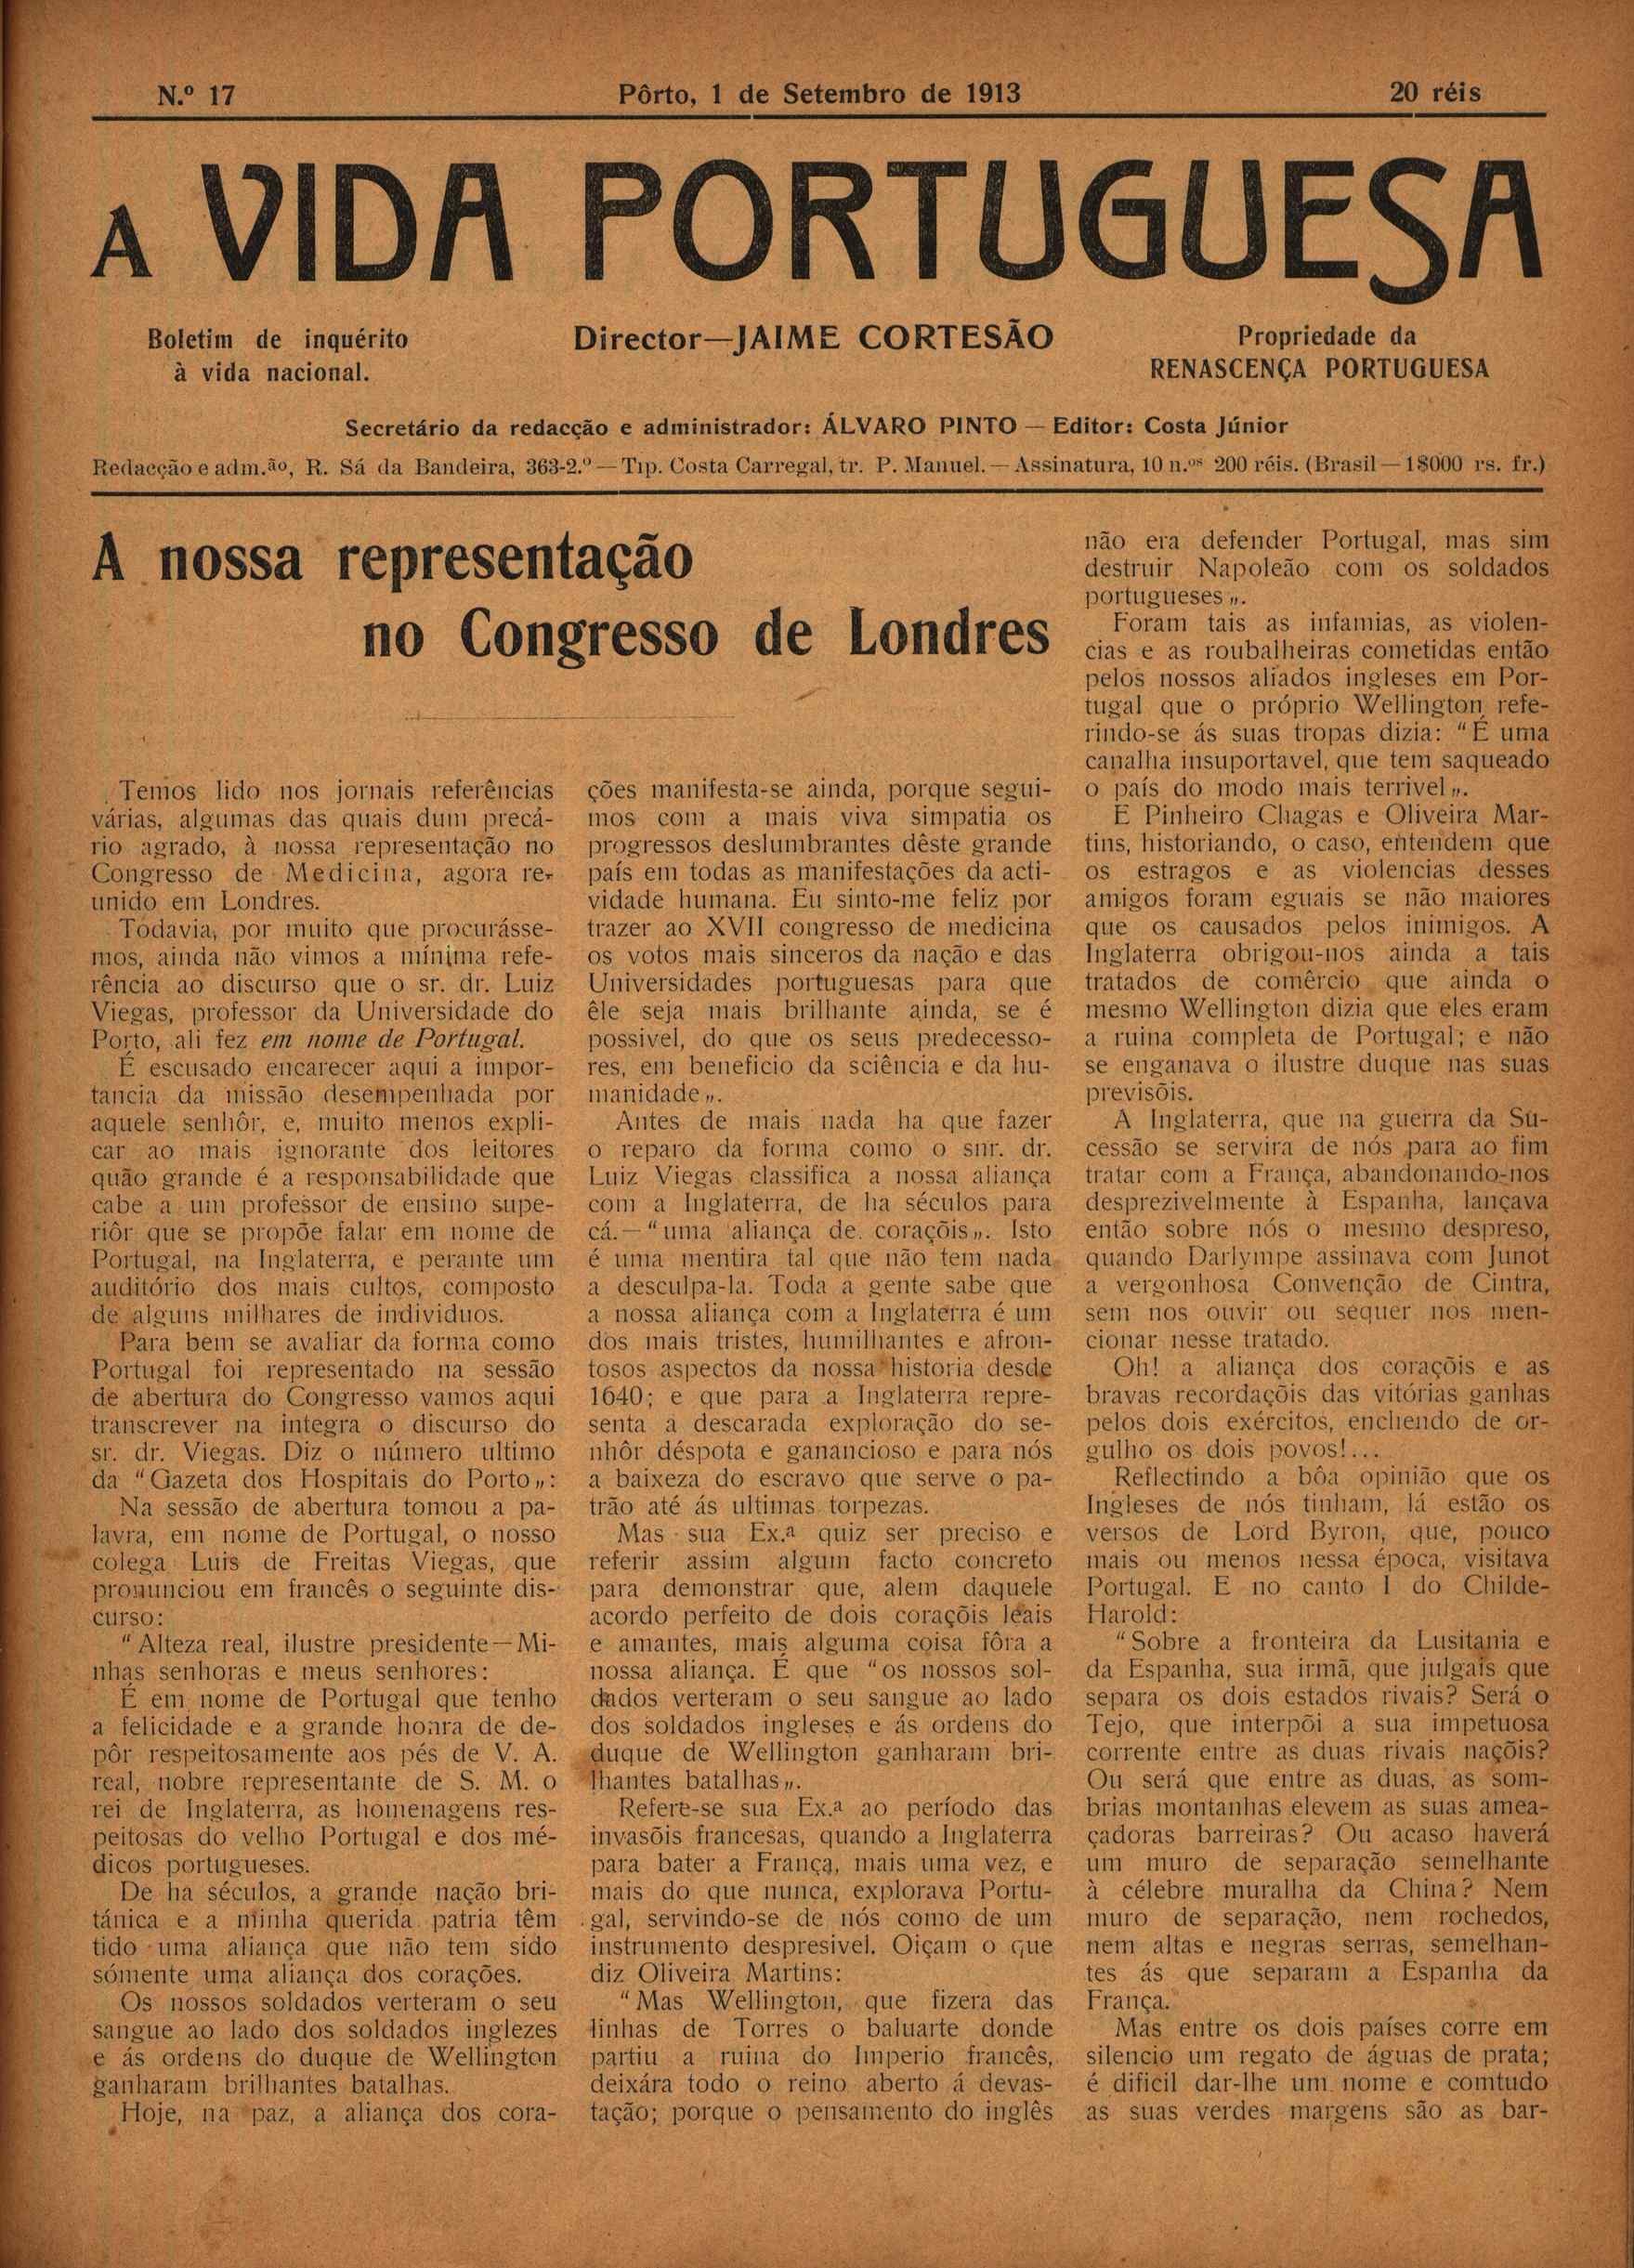 N.º 17
Pôrto, 1 de Setembro de 1913
20 réis
A VIDA PORTUGUESA
Boletim de inquérito
à vida nacional.
Director—JAIME CORTESÃO
Propriedade da
RENASCENÇA PORTUGUESA
Secretário da redacção e administrador: ÁLVARO PINTO — Editor: Costa Júnior
Redacção e adm.ão, R. Sá da Bandeira, 363-2.º — Tip. Costa Carregal, tr. P. Manuel. — Assinatura, 10 n.os 200 réis. (Brasil — 1$000 rs. fr.)
A nossa representação
no Congresso de Londres
Temos lido nos jornais referências
várias, algumas das quais dum precá-
rio agrado, à nossa representação no
Congresso de Medicina, agora re-
unido em Londres.
Todavia, por muito que procurásse-
mos, ainda não vimos a mínima refe-
rência ao discurso que o sr. dr. Luiz
Viegas, professor da Universidade do
Porto, ali fez em nome de Portugal.
É escusado encarecer aqui a impor-
tancia da missão desempenhada por
aquele senhôr, e, muito menos expli-
car ao mais ignorante dos leitores
quão grande é a responsabilidade que
cabe a um professor de ensino supe-
riôr que se propõe falar em nome de
Portugal, na Inglaterra, e perante um
auditório dos mais cultos, composto
de alguns milhares de individuos.
Para bem se avaliar da forma como
Portugal foi representado na sessão
de abertura do Congresso vamos aqui
transcrever na integra o discurso do
sr. dr. Viegas. Diz o número ultimo
da "Gazeta dos Hospitais do Porto„:
Na sessão de abertura tomou a pa-
lavra, em nome de Portugal, o nosso
colega Luis de Freitas Viegas, que
pronunciou em francês o seguinte dis-
curso:
"Alteza real, ilustre presidente—Mi-
nhas senhoras e meus senhores:
É em nome de Portugal que tenho
a felicidade e a grande honra de de-
pôr respeitosamente aos pés de V. A.
real, nobre representante de S. M. o
rei de Inglaterra, as homenagens res-
peitosas do velho Portugal e dos mé-
dicos portugueses.
De ha séculos, a grande nação bri-
tánica e a minha querida patria têm
tido uma aliança que não tem sido
sómente uma aliança dos corações.
Os nossos soldados verteram o seu
sangue ao lado dos soldados inglezes
e ás ordens do duque de Wellington
ganharam brilhantes batalhas.
Hoje, na paz, a aliança dos cora-
ções manifesta-se ainda, porque segui-
mos com a mais viva simpatia os
progressos deslumbrantes dêste grande
país em todas as manifestações da acti-
vidade humana. Eu sinto-me feliz por
trazer ao XVII congresso de medicina
os votos mais sinceros da nação e das
Universidades portuguesas para que
êle seja mais brilhante ainda, se é
possivel, do que os seus predecesso-
res, em beneficio da sciência e da hu-
manidade„.
Antes de mais nada ha que fazer
o reparo da forma como o snr. dr.
Luiz Viegas classifica a nossa aliança
com a Inglaterra, de ha séculos para
cá.—"uma aliança de coraçõis„. Isto
é uma mentira tal que não tem nada
a desculpa-la. Toda a gente sabe que
a nossa aliança com a Inglaterra é um
dos mais tristes, humilhantes e afron-
tosos aspectos da nossa historia desde
1640; e que para a Inglaterra repre-
senta a descarada exploração do se-
nhôr déspota e ganancioso e para nós
a baixeza do escravo que serve o pa-
trão até ás ultimas torpezas.
Mas sua Ex.ª quiz ser preciso e
referir assim algum facto concreto
para demonstrar que, alem daquele
acordo perfeito de dois coraçõis leais
e amantes, mais alguma coisa fôra a
nossa aliança. É que "os nossos sol-
dados verteram o seu sangue ao lado
dos soldados ingleses e ás ordens do
duque de Wellington ganharam bri-
lhantes batalhas„.
Refere-se sua Ex.ª ao período das
invasõis francesas, quando a Inglaterra
para bater a França, mais uma vez, e
mais do que nunca, explorava Portu-
gal, servindo-se de nós como de um
instrumento despresivel. Oiçam o que
diz Oliveira Martins:
"Mas Wellington, que fizera das
linhas de Torres o baluarte donde
partiu a ruina do Imperio francês,
deixára todo o reino aberto á devas-
tação; porque o pensamento do inglês
não era defender Portugal, mas sim
destruir Napoleão com os soldados
portugueses„.
Foram tais as infamias, as violen-
cias e as roubalheiras cometidas então
pelos nossos aliados ingleses em Por-
tugal que o próprio Wellington refe-
rindo-se ás suas tropas dizia: "É uma
canalha insuportavel, que tem saqueado
o país do modo mais terrivel„.
E Pinheiro Chagas e Oliveira Mar-
tins, historiando, o caso, entendem que
os estragos e as violencias desses
amigos foram eguais se não maiores
que os causados pelos inimigos. A
Inglaterra obrigou-nos ainda a tais
tratados de comêrcio que ainda o
mesmo Wellington dizia que eles eram
a ruina completa de Portugal; e não
se enganava o ilustre duque nas suas
previsõis.
A Inglaterra, que na guerra da Su-
cessão se servira de nós para ao fim
tratar com a França, abandonando-nos
desprezivelmente à Espanha, lançava
então sobre nós o mesmo despreso,
quando Darlympe assinava com Junot
a vergonhosa Convenção de Cintra,
sem nos ouvir ou sequer nos men-
cionar nesse tratado.
Oh! a aliança dos coraçõis e as
bravas recordaçõis das vitórias ganhas
pelos dois exércitos, enchendo de or-
gulho os dois povos!...
Reflectindo a bôa opinião que os
Ingleses de nós tinham, lá estão os
versos de Lord Byron, que, pouco
mais ou menos nessa época, visitava
Portugal. E no canto I do Childe-
Harold:
"Sobre a fronteira da Lusitania e
da Espanha, sua irmã, que julgais que
separa os dois estados rivais? Será o
Tejo, que interpõi a sua impetuosa
corrente entre as duas rivais naçõis?
Ou será que entre as duas, as som-
brias montanhas elevem as suas amea-
çadoras barreiras? Ou acaso haverá
um muro de separação semelhante
à célebre muralha da China? Nem
muro de separação, nem rochedos,
nem altas e negras serras, semelhan-
tes ás que separam a Espanha da
França.
Mas entre os dois países corre em
silencio um regato de águas de prata;
é dificil dar-lhe um nome e comtudo
as suas verdes margens são as bar-